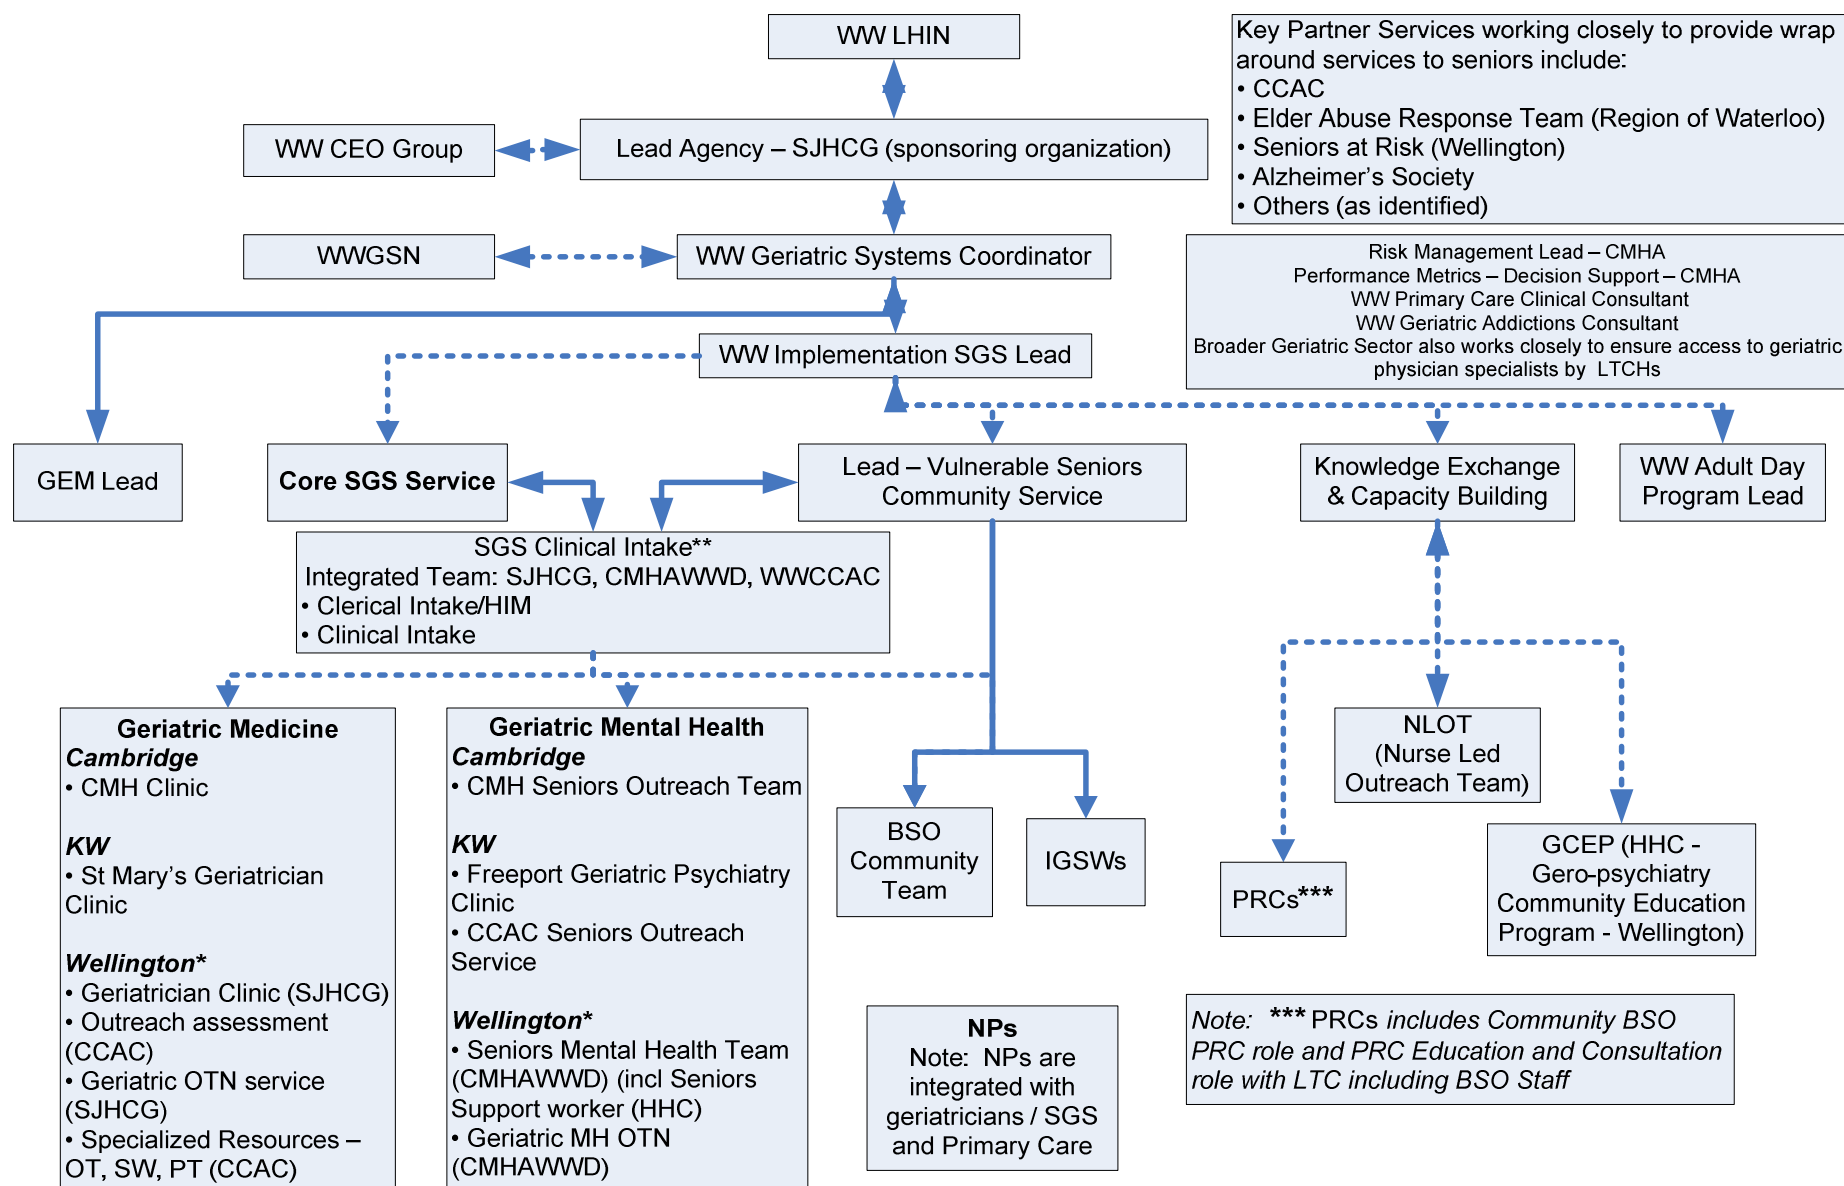 WW LHIN
Key Partner Services working closely to provide wrap
around services to seniors include:
• CCAC
• Elder Abuse Response Team (Region of Waterloo)
• Seniors at Risk (Wellington)
• Alzheimer's Society
• Others (as identified)
WW CEO Group
Lead Agency – SJHCG (sponsoring organization)
WWGSN
WW Geriatric Systems Coordinator
Risk Management Lead – CMHA
Performance Metrics – Decision Support – CMHA
WW Primary Care Clinical Consultant
WW Geriatric Addictions Consultant
Broader Geriatric Sector also works closely to ensure access to geriatric
physician specialists by LTCHs
WW Implementation SGS Lead
GEM Lead
Core SGS Service
Lead – Vulnerable Seniors
Community Service
Knowledge Exchange
& Capacity Building
WW Adult Day
Program Lead
SGS Clinical Intake**
Integrated Team: SJHCG, CMHAWWD, WWCCAC
• Clerical Intake/HIM
• Clinical Intake
Geriatric Medicine
Cambridge
• CMH Clinic
KW
• St Mary's Geriatrician
Clinic
Wellington*
• Geriatrician Clinic (SJHCG)
• Outreach assessment
(CCAC)
• Geriatric OTN service
(SJHCG)
• Specialized Resources –
OT, SW, PT (CCAC)
Geriatric Mental Health
Cambridge
• CMH Seniors Outreach Team
KW
• Freeport Geriatric Psychiatry
Clinic
• CCAC Seniors Outreach
Service
Wellington*
• Seniors Mental Health Team
(CMHAWWD) (incl Seniors
Support worker (HHC)
• Geriatric MH OTN
(CMHAWWD)
BSO
Community
Team
IGSWs
NLOT
(Nurse Led
Outreach Team)
PRCs***
GCEP (HHC -
Gero-psychiatry
Community Education
Program - Wellington)
NPs
Note: NPs are
integrated with
geriatricians / SGS
and Primary Care
Note: *** PRCs includes Community BSO
PRC role and PRC Education and Consultation
role with LTC including BSO Staff